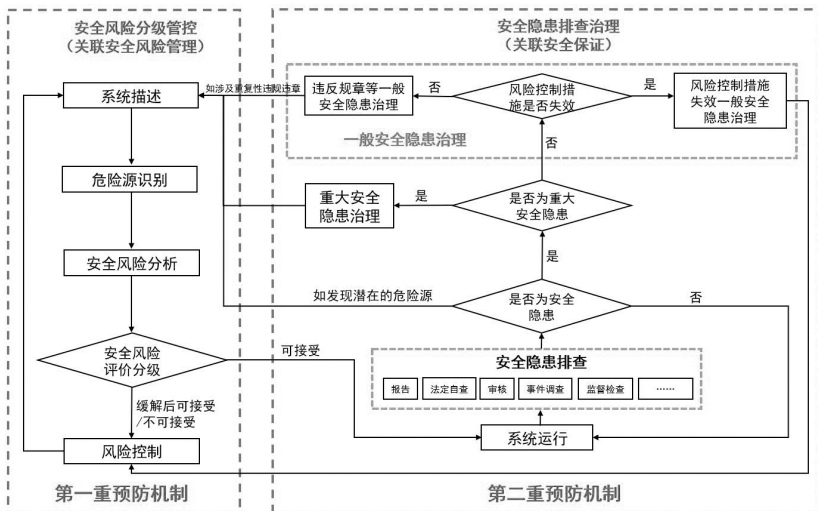 安全风险分级管控
（关联安全风险管理）
系统描述
危险源识别
安全风险分析
安全风险
评价分级
缓解后可接受
/不可接受
风险控制
第一重预防机制
安全隐患排查治理
（关联安全保证）
如涉及重复性违规违章
违反规章等一般
安全隐患治理
否
风险控制措
施是否失效
是
风险控制措施
失效一般安全
隐患治理
一般安全隐患治理
否
重大安全
隐患治理
是
是否为重大
安全隐患
是
如发现潜在的危险源
是否为安全
隐患
否
可接受
安全隐患排查
报告
法定自查
审核
事件调查
监督检查
……
系统运行
第二重预防机制